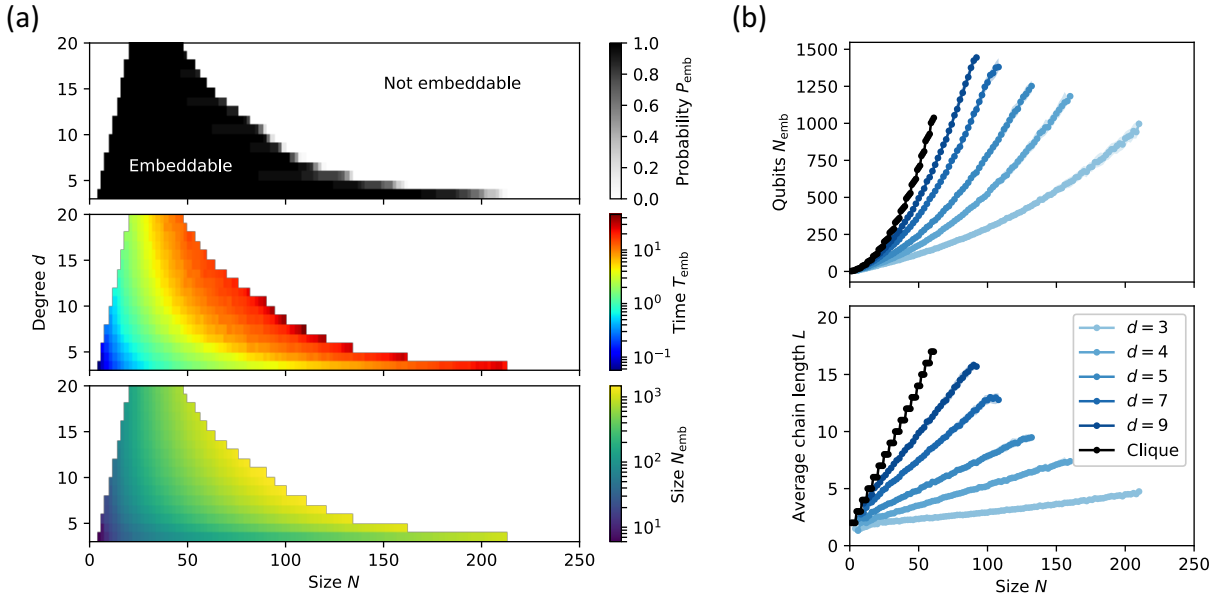 (a)
20
15
10
5
Not embeddable
Embeddable
1.0
0.8
0.6
0.4
0.2
0.0
Probability P_emb
20
15
10
5
Degree d
10^1
10^0
10^-1
Time T_emb
20
15
10
5
10^3
10^2
10^1
Size N_emb
0 50 100 150 200 250
Size N
(b)
1500
1250
1000
750
500
250
0
Qubits N_emb
20
15
10
5
0
Average chain length L
d = 3
d = 4
d = 5
d = 7
d = 9
Clique
0 50 100 150 200 250
Size N